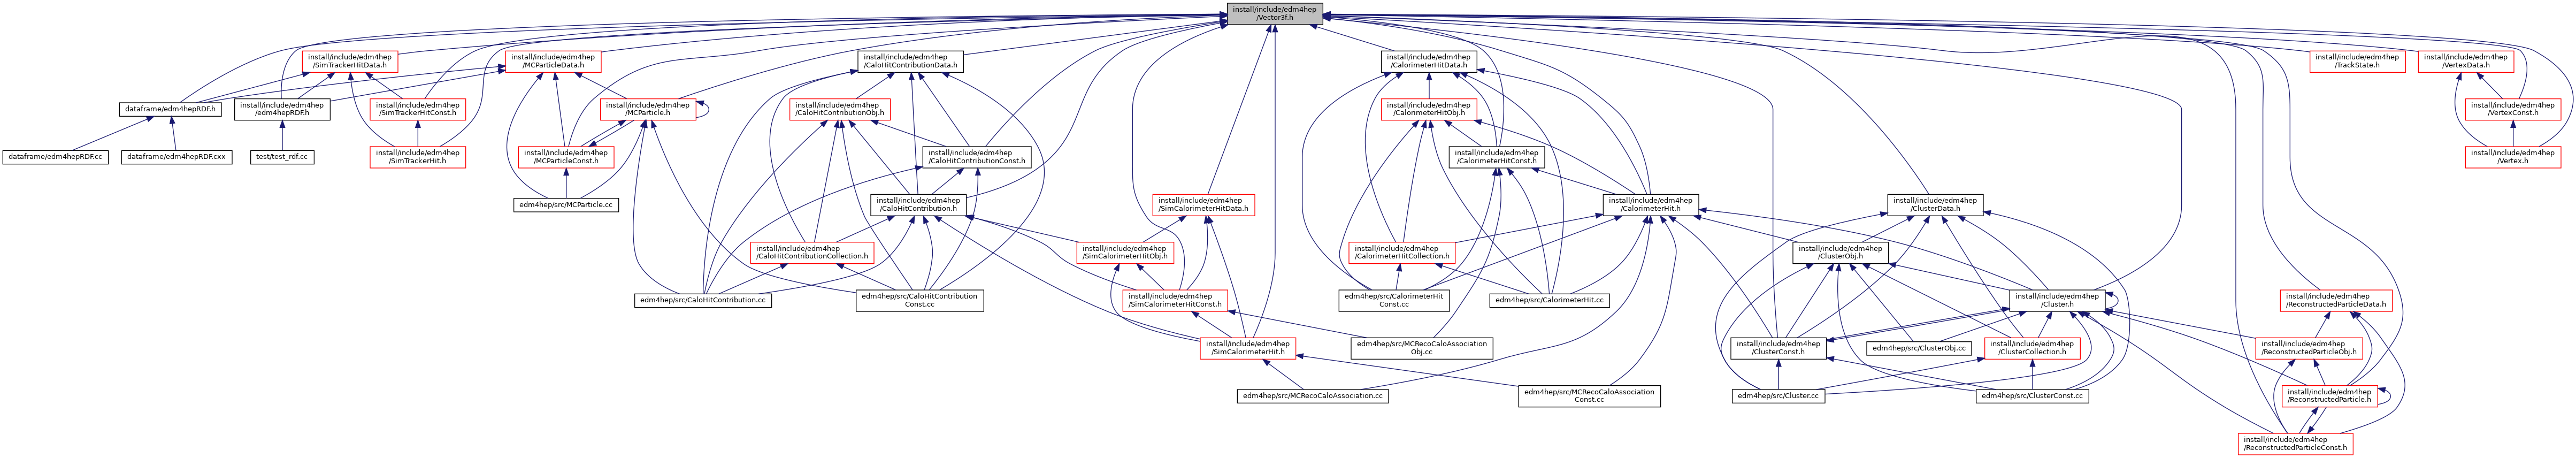 install/include/edm4hep
/Vector3f.h
install/include/edm4hep
/SimTrackerHitData.h
install/include/edm4hep
/MCParticleData.h
install/include/edm4hep
/CaloHitContributionData.h
install/include/edm4hep
/CalorimeterHitData.h
install/include/edm4hep
/TrackState.h
install/include/edm4hep
/VertexData.h
dataframe/edm4hepRDF.h
install/include/edm4hep
/edm4hepRDF.h
install/include/edm4hep
/SimTrackerHitConst.h
install/include/edm4hep
/MCParticle.h
install/include/edm4hep
/CaloHitContributionObj.h
install/include/edm4hep
/CalorimeterHitObj.h
install/include/edm4hep
/VertexConst.h
dataframe/edm4hepRDF.cc
dataframe/edm4hepRDF.cxx
test/test_rdf.cc
install/include/edm4hep
/SimTrackerHit.h
install/include/edm4hep
/MCParticleConst.h
install/include/edm4hep
/CaloHitContributionConst.h
install/include/edm4hep
/CalorimeterHitConst.h
install/include/edm4hep
/Vertex.h
edm4hep/src/MCParticle.cc
install/include/edm4hep
/CaloHitContribution.h
install/include/edm4hep
/SimCalorimeterHitData.h
install/include/edm4hep
/CalorimeterHit.h
install/include/edm4hep
/ClusterData.h
install/include/edm4hep
/CaloHitContributionCollection.h
install/include/edm4hep
/SimCalorimeterHitObj.h
install/include/edm4hep
/CalorimeterHitCollection.h
install/include/edm4hep
/ClusterObj.h
edm4hep/src/CaloHitContribution.cc
edm4hep/src/CaloHitContribution
Const.cc
install/include/edm4hep
/SimCalorimeterHitConst.h
edm4hep/src/CalorimeterHit
Const.cc
edm4hep/src/CalorimeterHit.cc
install/include/edm4hep
/Cluster.h
install/include/edm4hep
/ReconstructedParticleData.h
install/include/edm4hep
/SimCalorimeterHit.h
edm4hep/src/MCRecoCaloAssociation
Obj.cc
install/include/edm4hep
/ClusterConst.h
edm4hep/src/ClusterObj.cc
install/include/edm4hep
/ClusterCollection.h
install/include/edm4hep
/ReconstructedParticleObj.h
edm4hep/src/MCRecoCaloAssociation.cc
edm4hep/src/MCRecoCaloAssociation
Const.cc
edm4hep/src/Cluster.cc
edm4hep/src/ClusterConst.cc
install/include/edm4hep
/ReconstructedParticle.h
install/include/edm4hep
/ReconstructedParticleConst.h